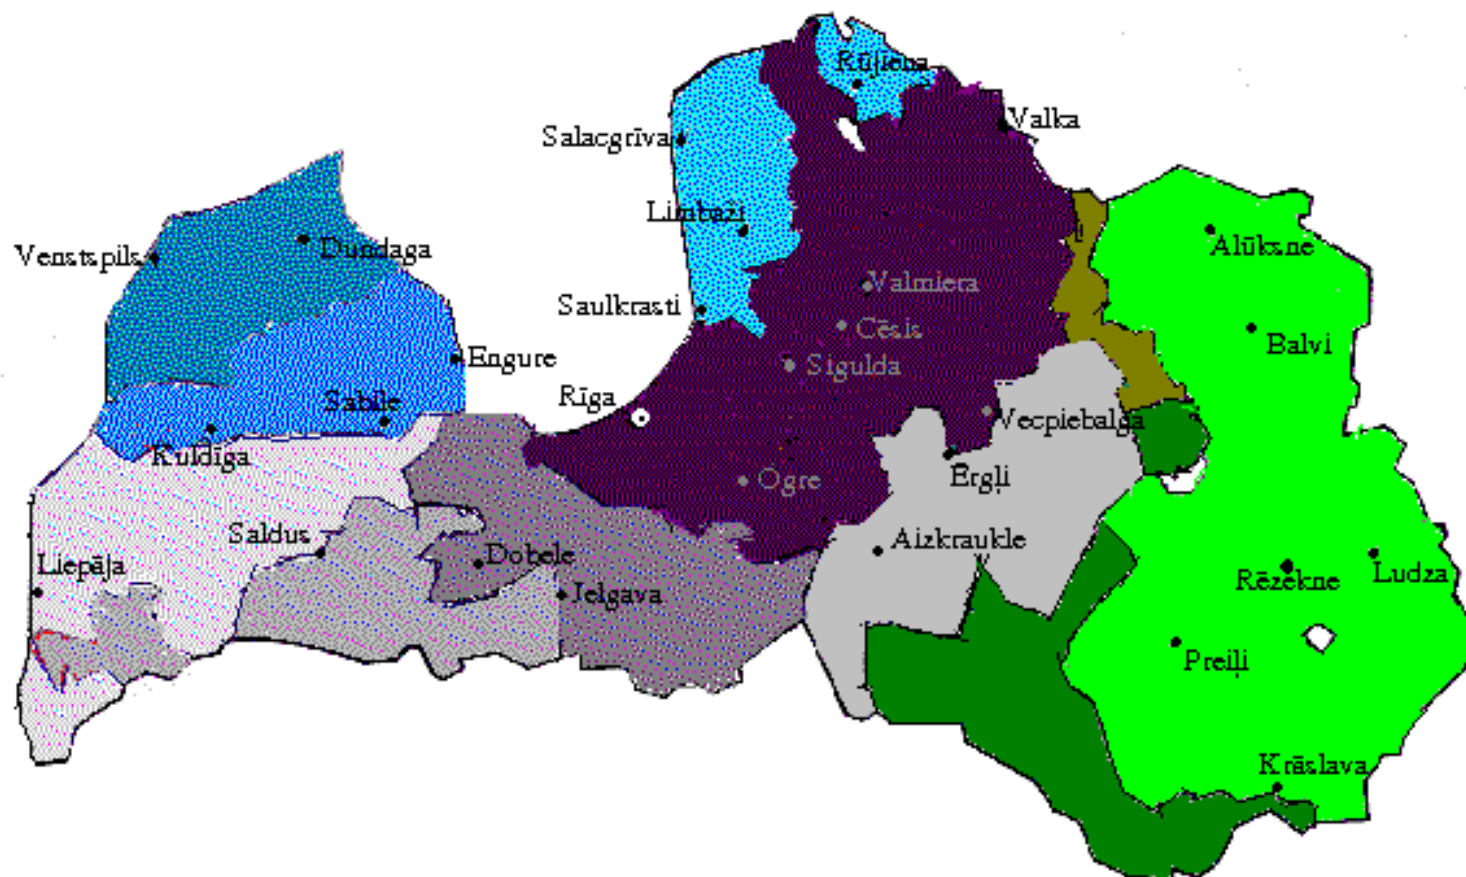 Rūjiena
Valka
Salacgrīva
Limbaži
Alūksne
Dundaga
Venstspils
Valmiera
Saulkrasti
Cēsis
Balvi
Engure
Sigulda
Rīga
Sabile
Vecpiebalga
Kuldīga
Ērgļi
Ogre
Saldus
Aizkraukle
Dobele
Liepāja
Ludza
Rēzekne
Jelgava
Preiļi
Krāslava